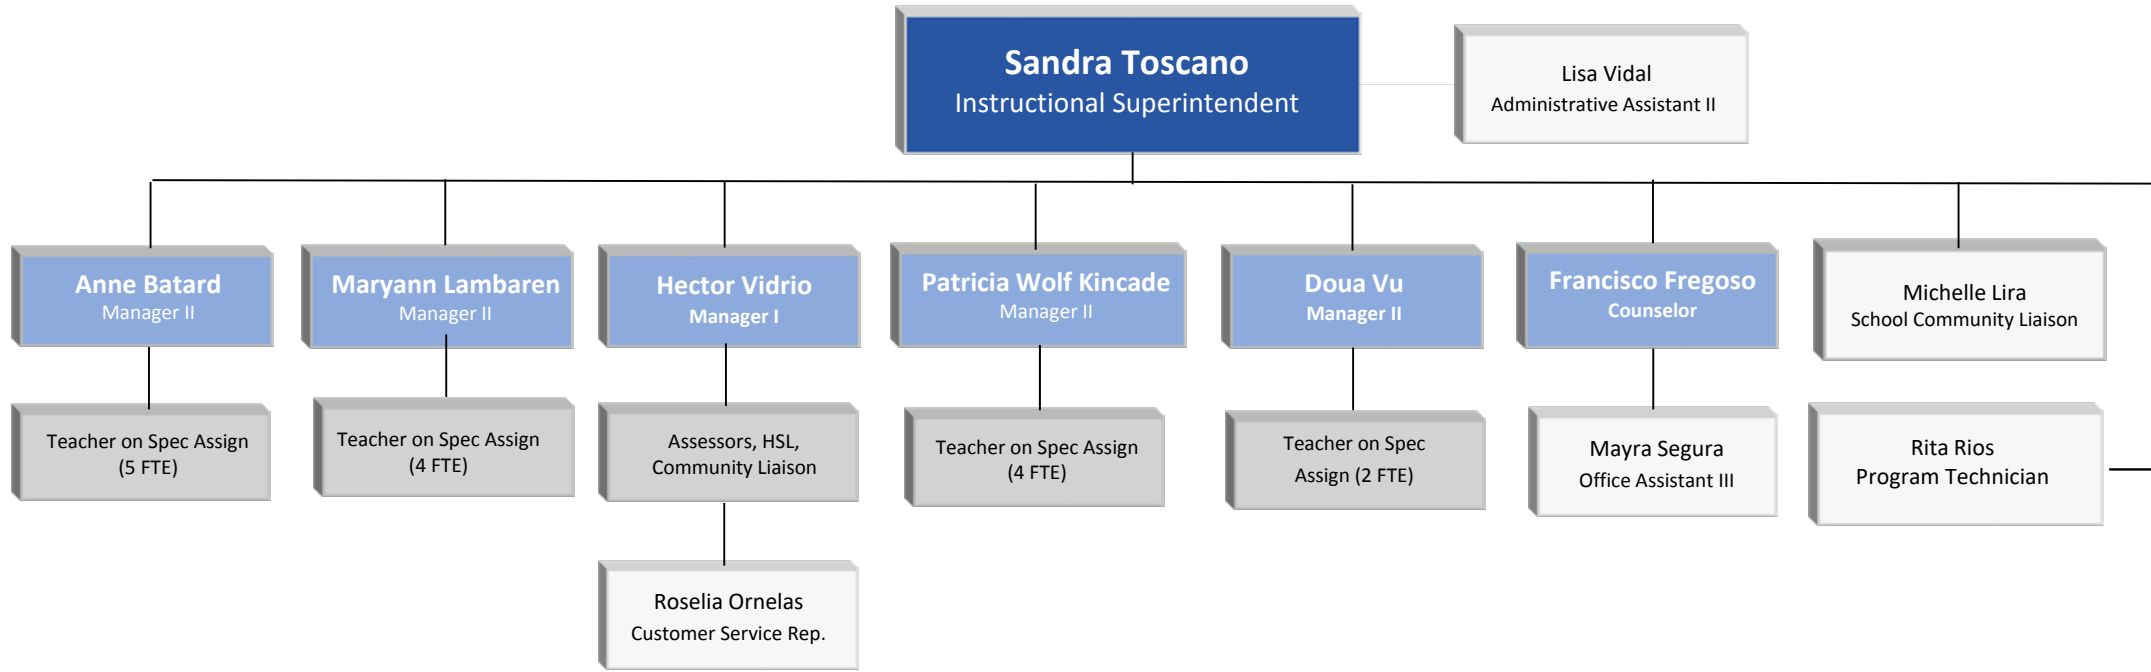 Sandra Toscano
Instructional Superintendent
Lisa Vidal
Administrative Assistant II
Anne Batard
Manager II
Maryann Lambaren
Manager II
Hector Vidrio
Manager I
Patricia Wolf Kincade
Manager II
Doua Vu
Manager II
Francisco Fregoso
Counselor
Michelle Lira
School Community Liaison
Teacher on Spec Assign
(5 FTE)
Teacher on Spec Assign
(4 FTE)
Assessors, HSL,
Community Liaison
Teacher on Spec Assign
(4 FTE)
Teacher on Spec
Assign (2 FTE)
Mayra Segura
Office Assistant III
Rita Rios
Program Technician
Roselia Ornelas
Customer Service Rep.